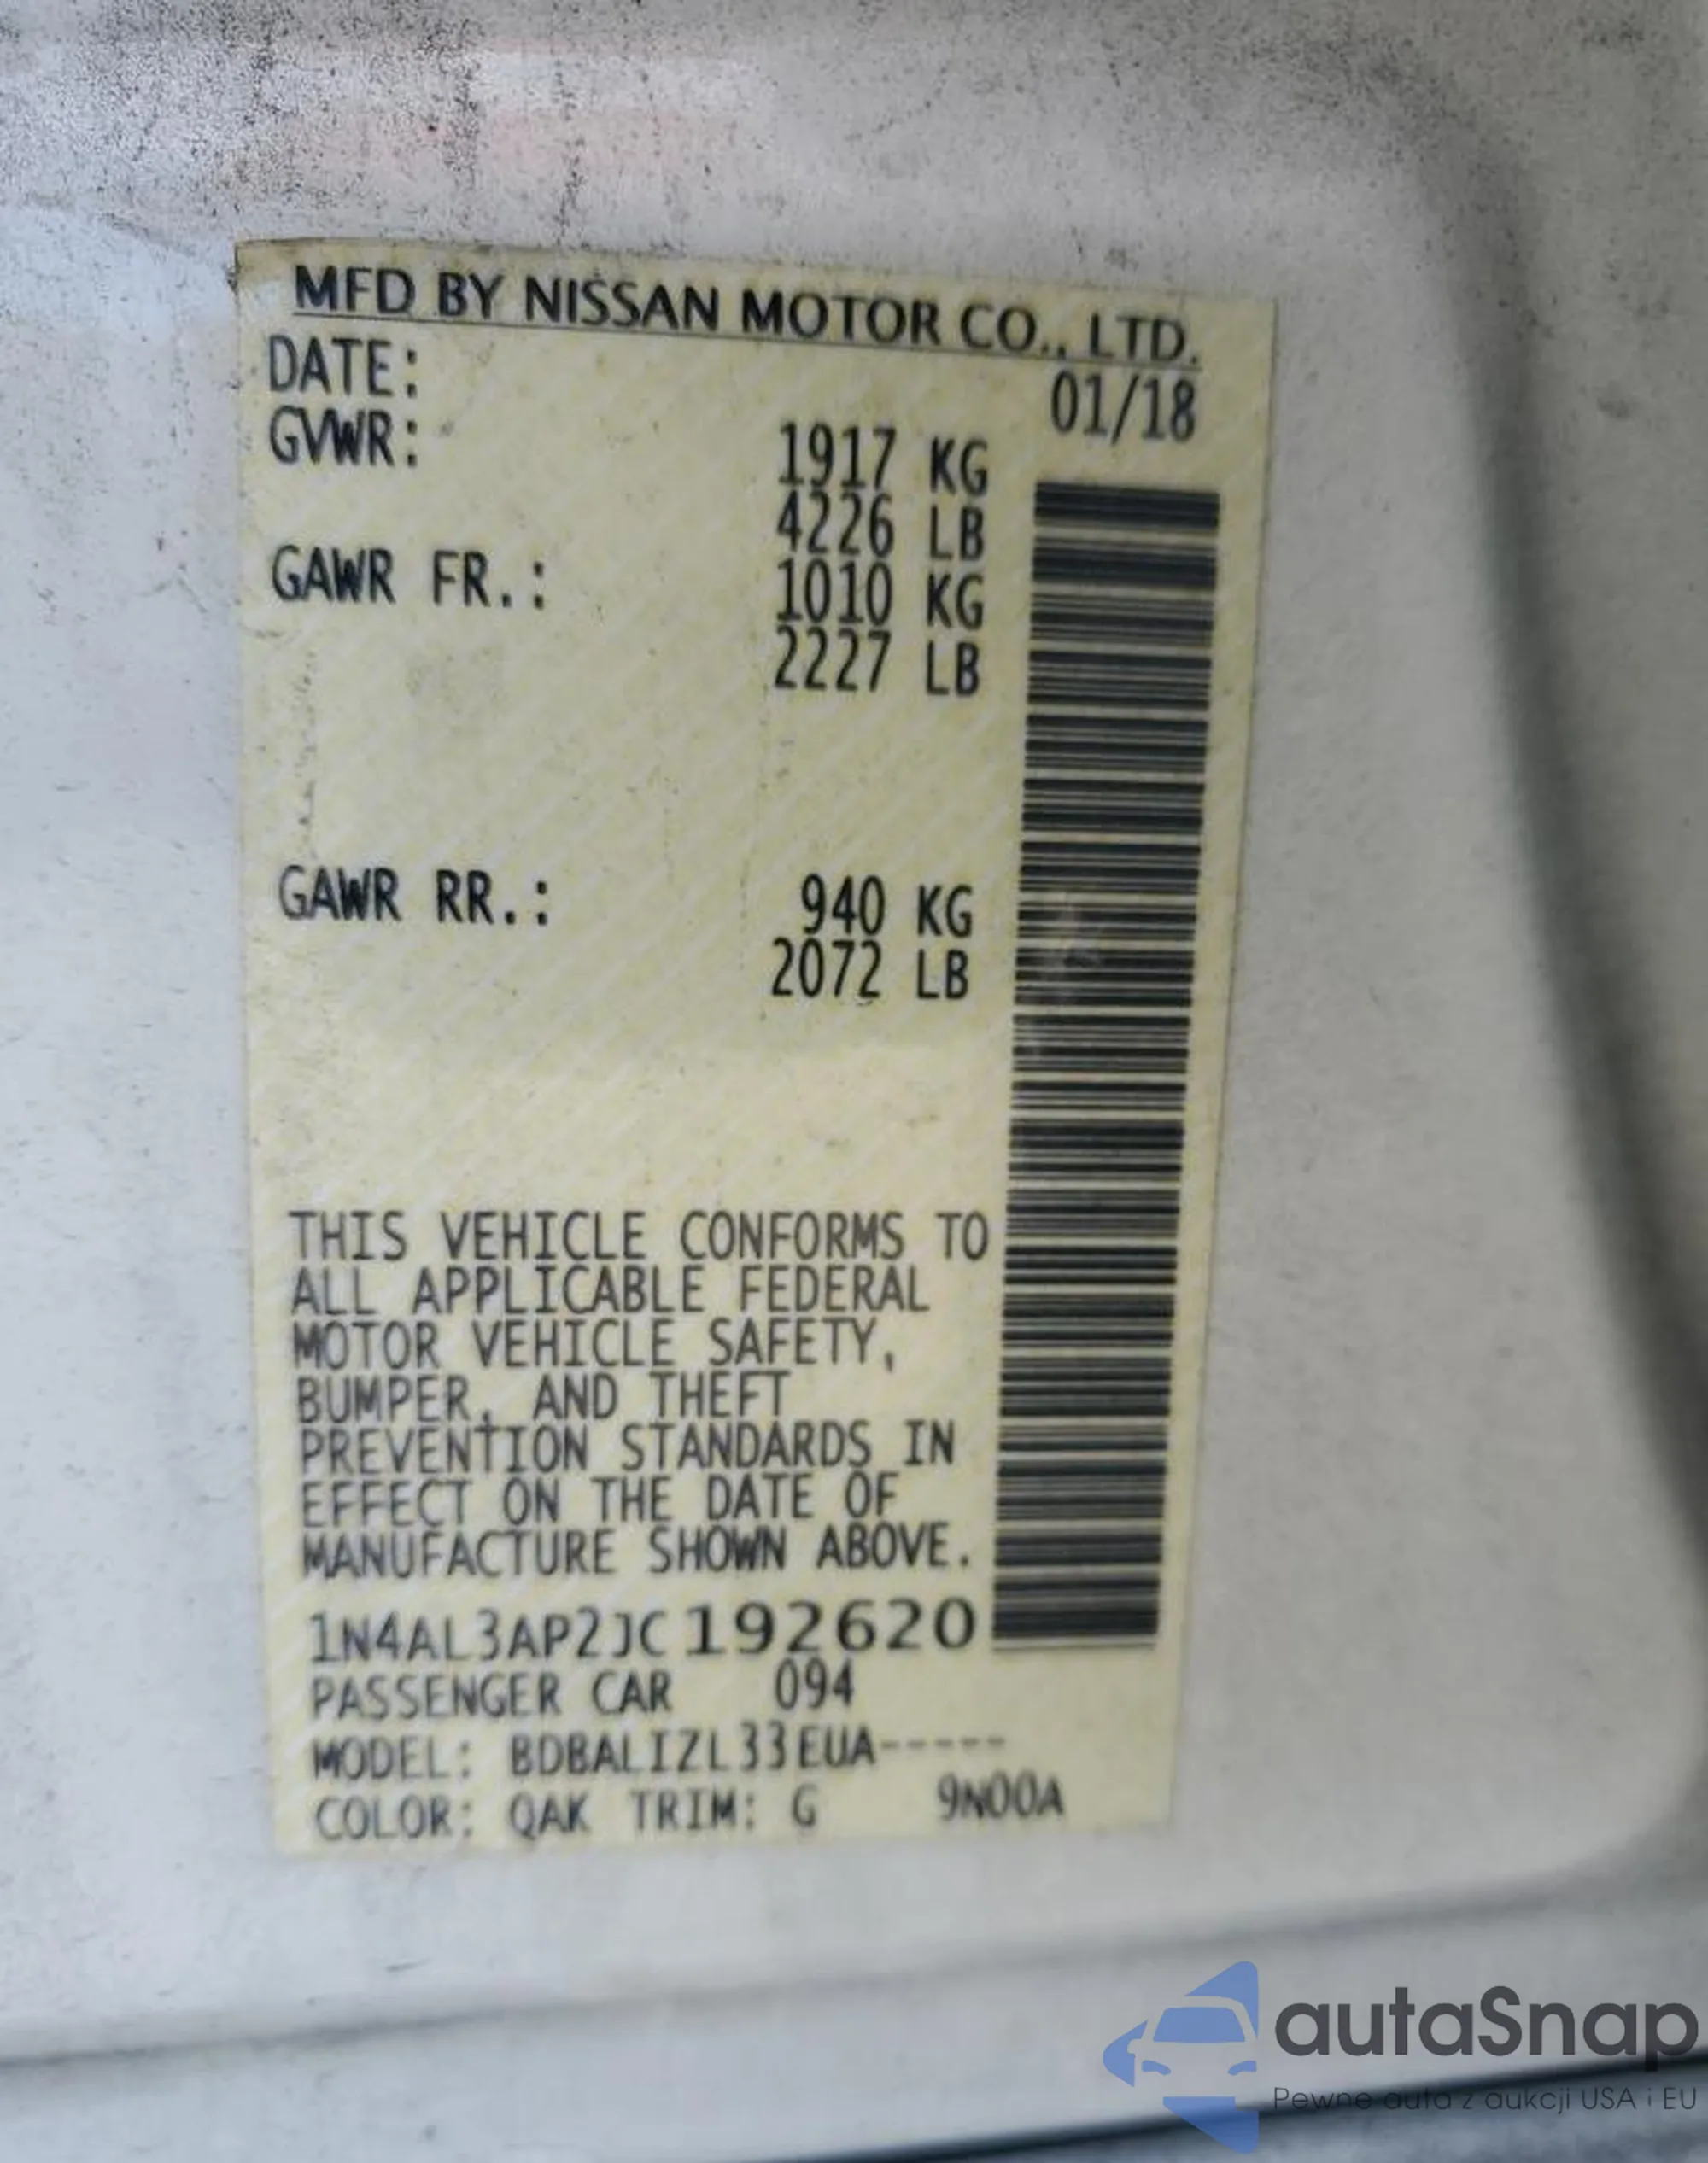 MFD BY NISSAN MOTOR CO., LTD.
DATE: 01/18
GVWR: 1917 KG
4226 LB
GAWR FR.: 1010 KG
2227 LB
GAWR RR.: 940 KG
2072 LB
THIS VEHICLE CONFORMS TO
ALL APPLICABLE FEDERAL
MOTOR VEHICLE SAFETY,
BUMPER, AND THEFT
PREVENTION STANDARDS IN
EFFECT ON THE DATE OF
MANUFACTURE SHOWN ABOVE.
1N4AL3AP2JC192620
PASSENGER CAR 094
MODEL: BDBALIZL33EUA-----
COLOR: QAK TRIM: G 9N00A
autaSnap
Pewne auta z aukcji USA i EU